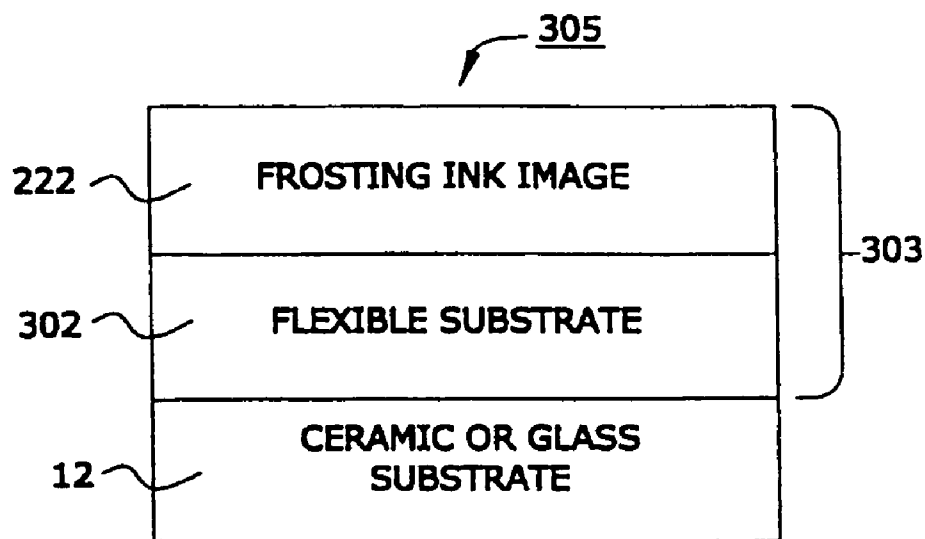 305
222
FROSTING INK IMAGE
303
302
FLEXIBLE SUBSTRATE
CERAMIC OR GLASS
SUBSTRATE
12